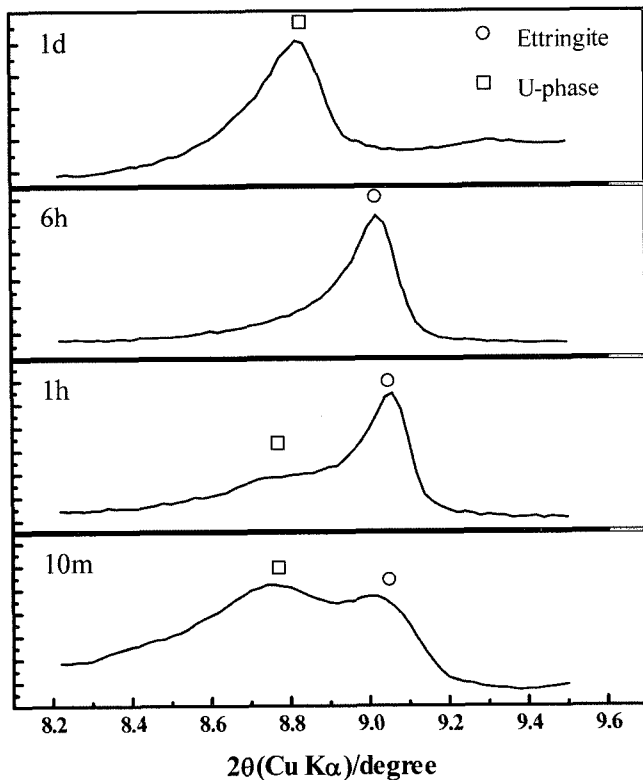 1d
○ Ettringite
□ U-phase
6h
1h
10m
8.2 8.4 8.6 8.8 9.0 9.2 9.4 9.6
2θ(Cu Kα)/degree